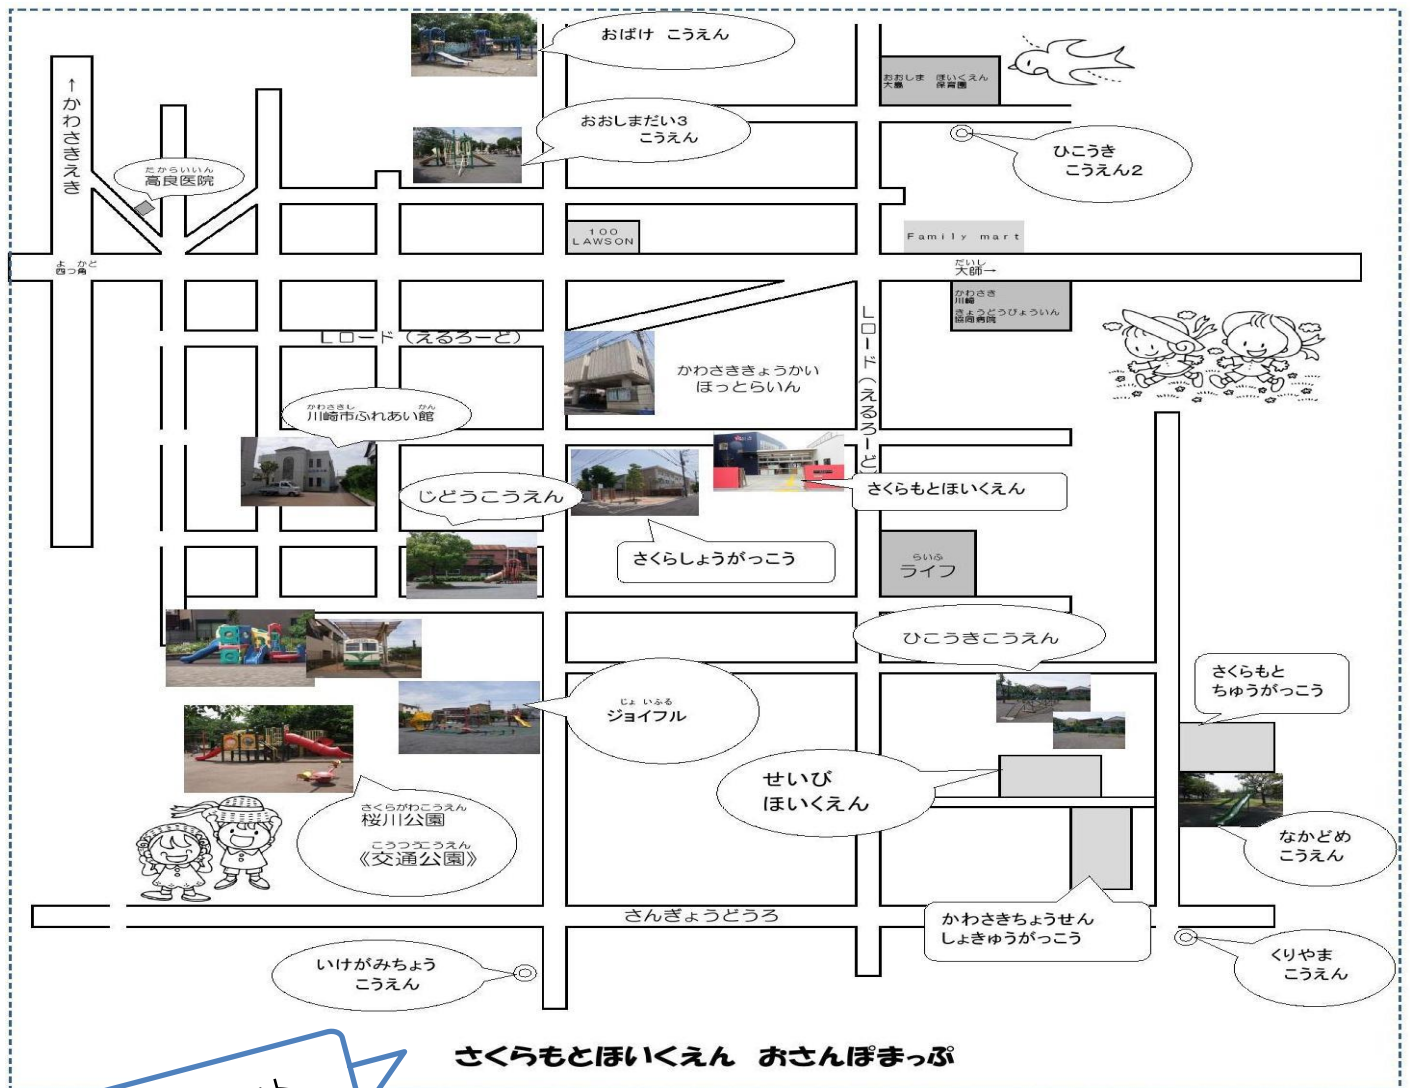 おばけ こうえん
おおしま ほいくえん
大島 保育園
←かわさきえき
おおしまだい3
こうえん
ひこうき
こうえん2
たからいいん
高良医院
100
LAWSON
Family mart
よ かど
四つ角
だいし
大師→
かわさき
川崎
きょうどうびょういん
協同病院
Lロード(えるろーど)
Lロード(えるろーど)
かわさききょうかい
ほっとらいん
かわさきし かん
川崎市ふれあい館
じどうこうえん
さくらもとほいくえん
さくらしょうがっこう
らいふ
ライフ
ひこうきこうえん
さくらもと
ちゅうがっこう
じょ いふる
ジョイフル
せいび
ほいくえん
さくらがわこうえん
桜川公園
こうつうこうえん
《交通公園》
なかどめ
こうえん
さんぎょうどうろ
かわさきちょうせん
しょきゅうがっこう
いけがみちょう
こうえん
くりやま
こうえん
さくらもとほいくえん おさんぽまっぷ